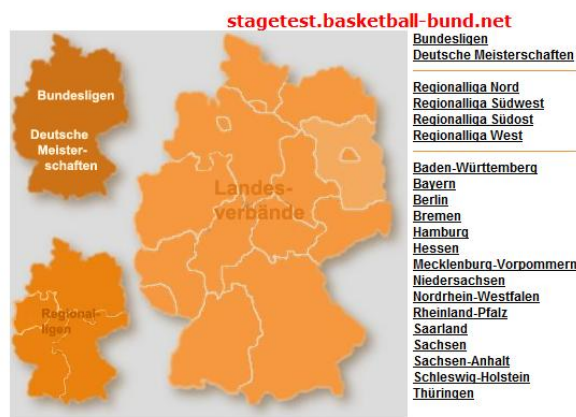 stagetest.basketball-bund.net
Bundesligen
Deutsche
Meister-
schaften
Landes-
verbände
Regional-
ligen
Bundesligen
Deutsche Meisterschaften
Regionalliga Nord
Regionalliga Südwest
Regionalliga Südost
Regionalliga West
Baden-Württemberg
Bayern
Berlin
Bremen
Hamburg
Hessen
Mecklenburg-Vorpommern
Niedersachsen
Nordrhein-Westfalen
Rheinland-Pfalz
Saarland
Sachsen
Sachsen-Anhalt
Schleswig-Holstein
Thüringen